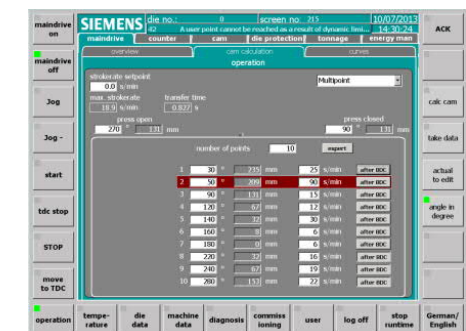 maindrive on
SIEMENS die no.: 0 screen no: 215 10/07/2013
42 A user point cannot be reached as a result of dynamic limi... 14:30:24
ACK
maindrive counter cam die protection tonnage energy man
overview cam calculation curves
operation
maindrive off
strokerate setpoint
0.0 s/min
Multipoint
max. strokerate transfer time
18.9 s/min 0.827 s
Jog
calc cam
press open press closed
270 ° 131 mm 90 ° 131 mm
Jog -
take data
number of points 10 expert
start
actual to edit
1 30 ° 235 mm 25 s/min after BDC
2 50 ° 209 mm 90 s/min after BDC
3 90 ° 131 mm 15 s/min after BDC
4 120 ° 67 mm 12 s/min after BDC
5 140 ° 32 mm 30 s/min after BDC
6 160 ° 8 mm 6 s/min after BDC
7 180 ° 0 mm 6 s/min after BDC
8 220 ° 32 mm 16 s/min after BDC
9 240 ° 67 mm 19 s/min after BDC
10 280 ° 153 mm 22 s/min after BDC
tdc stop
angle in degree
STOP
move to TDC
operation tempe-rature die data machine data diagnosis commiss ioning user log off stop runtime German/English